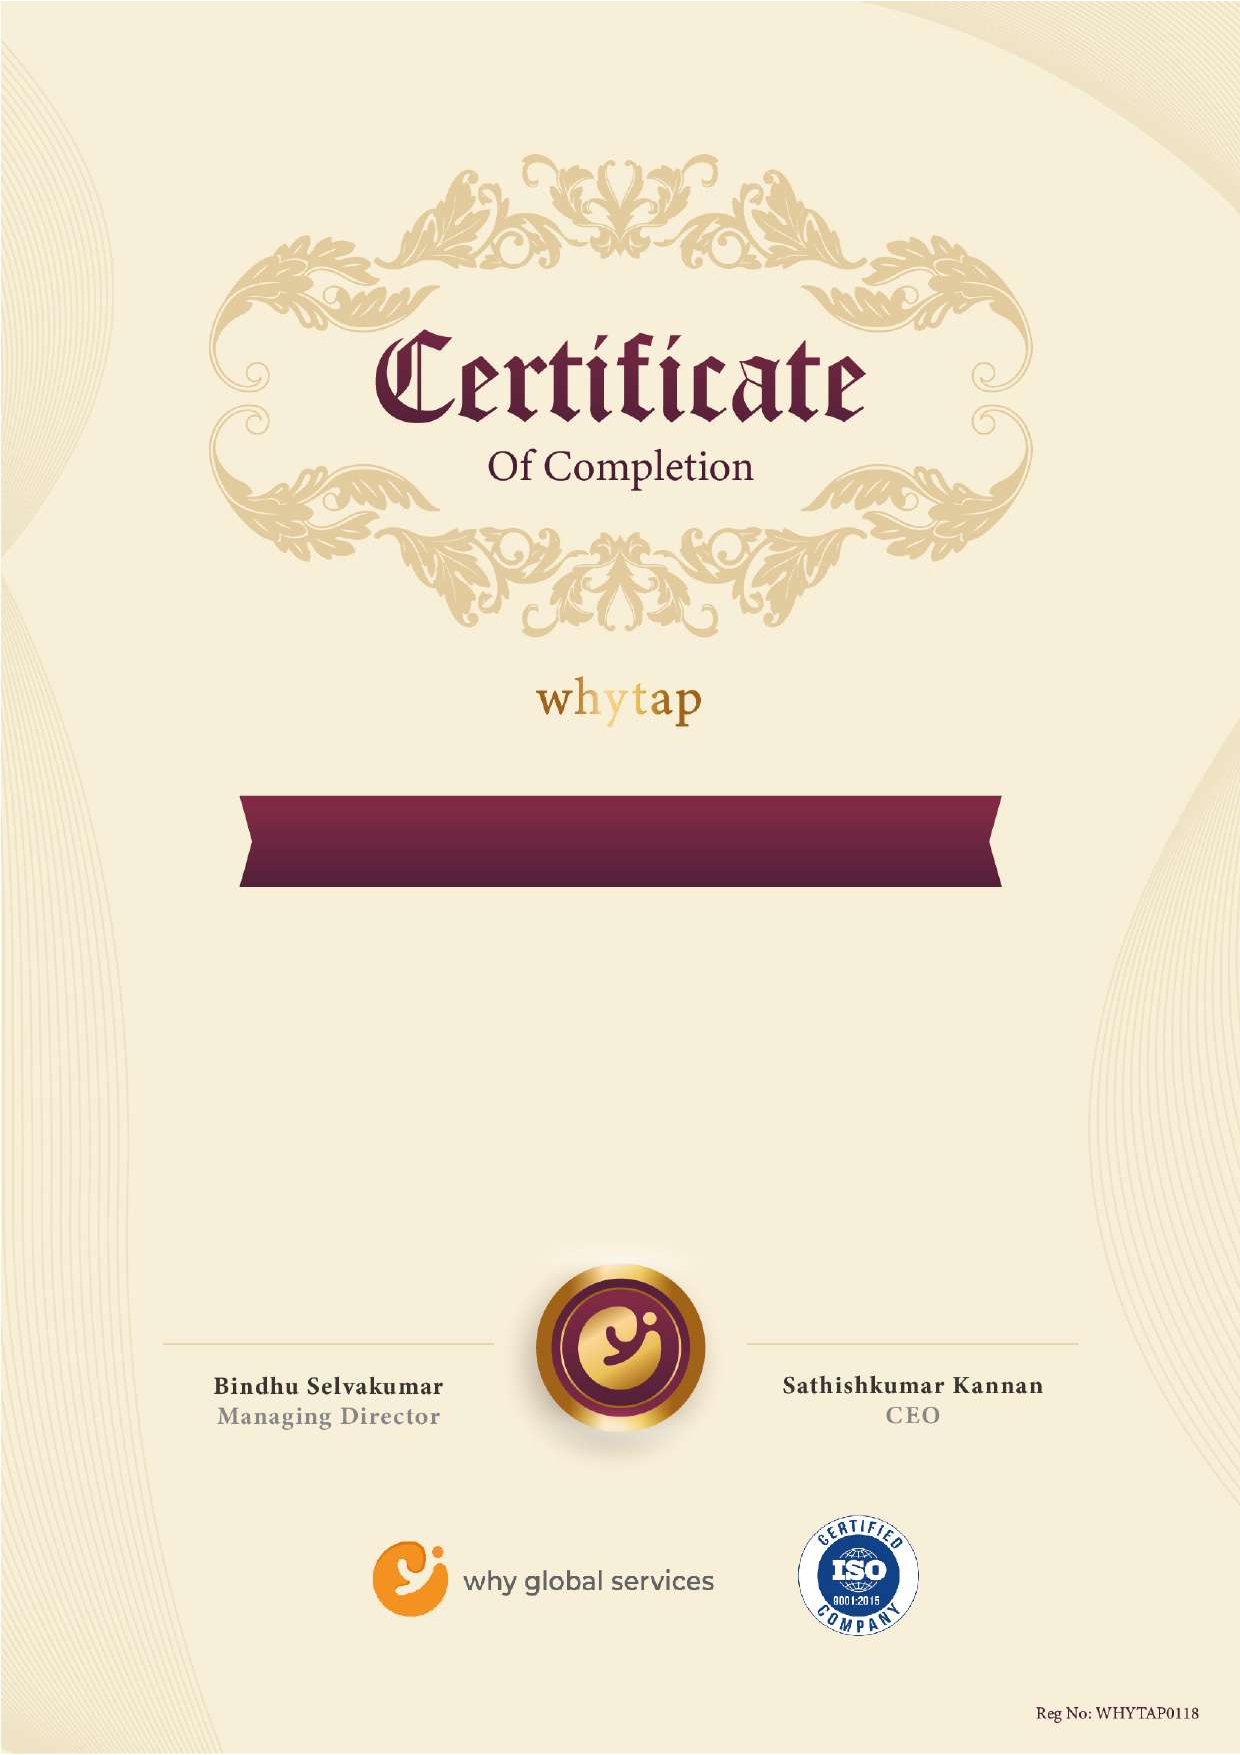 Certificate
Of Completion
whytap
Bindhu Selvakumar
Managing Director
Sathishkumar Kannan
CEO
why global services
CERTIFIED
ISO
9001:2015
COMPANY
Reg No: WHYTAP0118